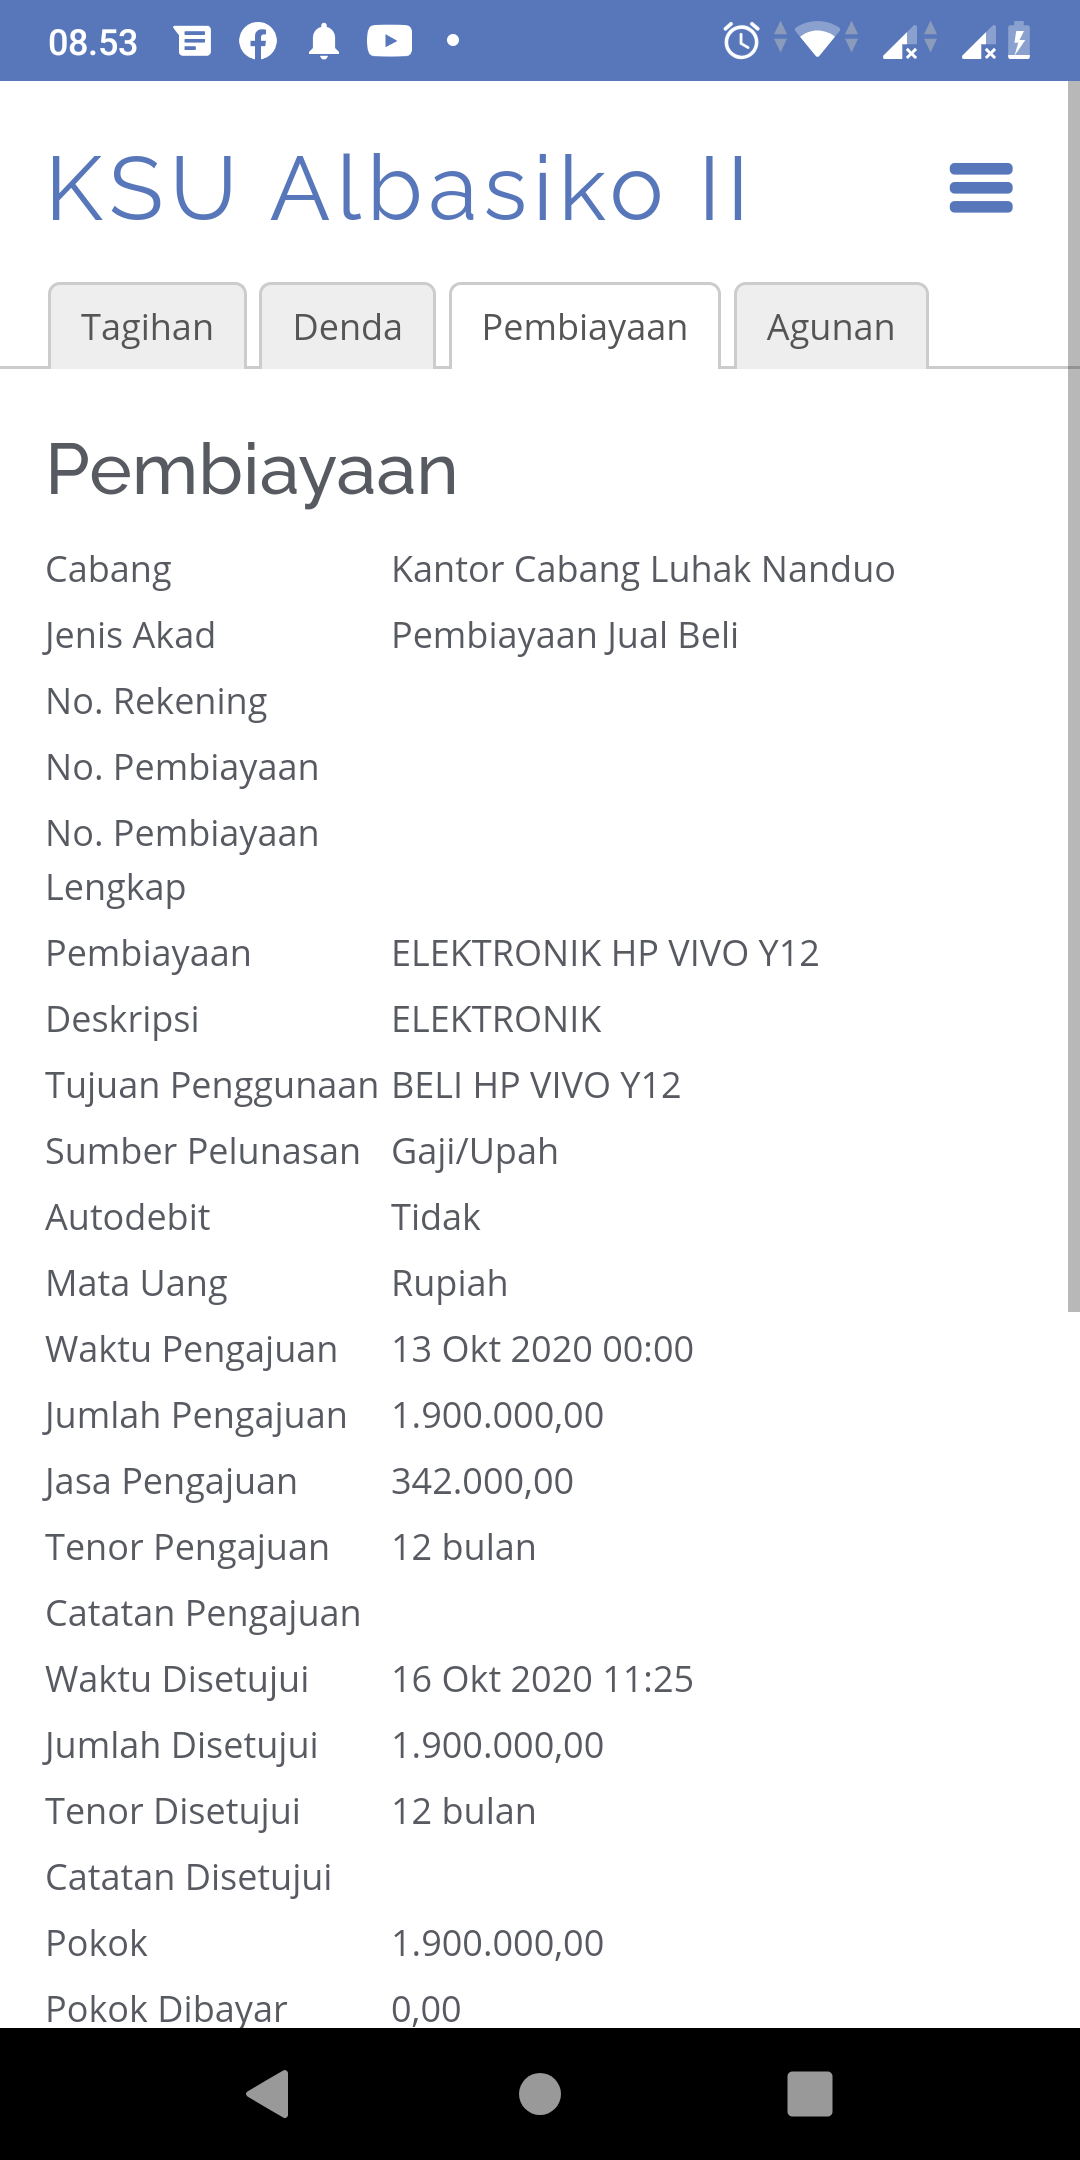 08.53
KSU Albasiko II
Tagihan Denda Pembiayaan Agunan
Pembiayaan
Cabang Kantor Cabang Luhak Nanduo
Jenis Akad Pembiayaan Jual Beli
No. Rekening
No. Pembiayaan
No. Pembiayaan
Lengkap
Pembiayaan ELEKTRONIK HP VIVO Y12
Deskripsi ELEKTRONIK
Tujuan Penggunaan BELI HP VIVO Y12
Sumber Pelunasan Gaji/Upah
Autodebit Tidak
Mata Uang Rupiah
Waktu Pengajuan 13 Okt 2020 00:00
Jumlah Pengajuan 1.900.000,00
Jasa Pengajuan 342.000,00
Tenor Pengajuan 12 bulan
Catatan Pengajuan
Waktu Disetujui 16 Okt 2020 11:25
Jumlah Disetujui 1.900.000,00
Tenor Disetujui 12 bulan
Catatan Disetujui
Pokok 1.900.000,00
Pokok Dibayar 0,00